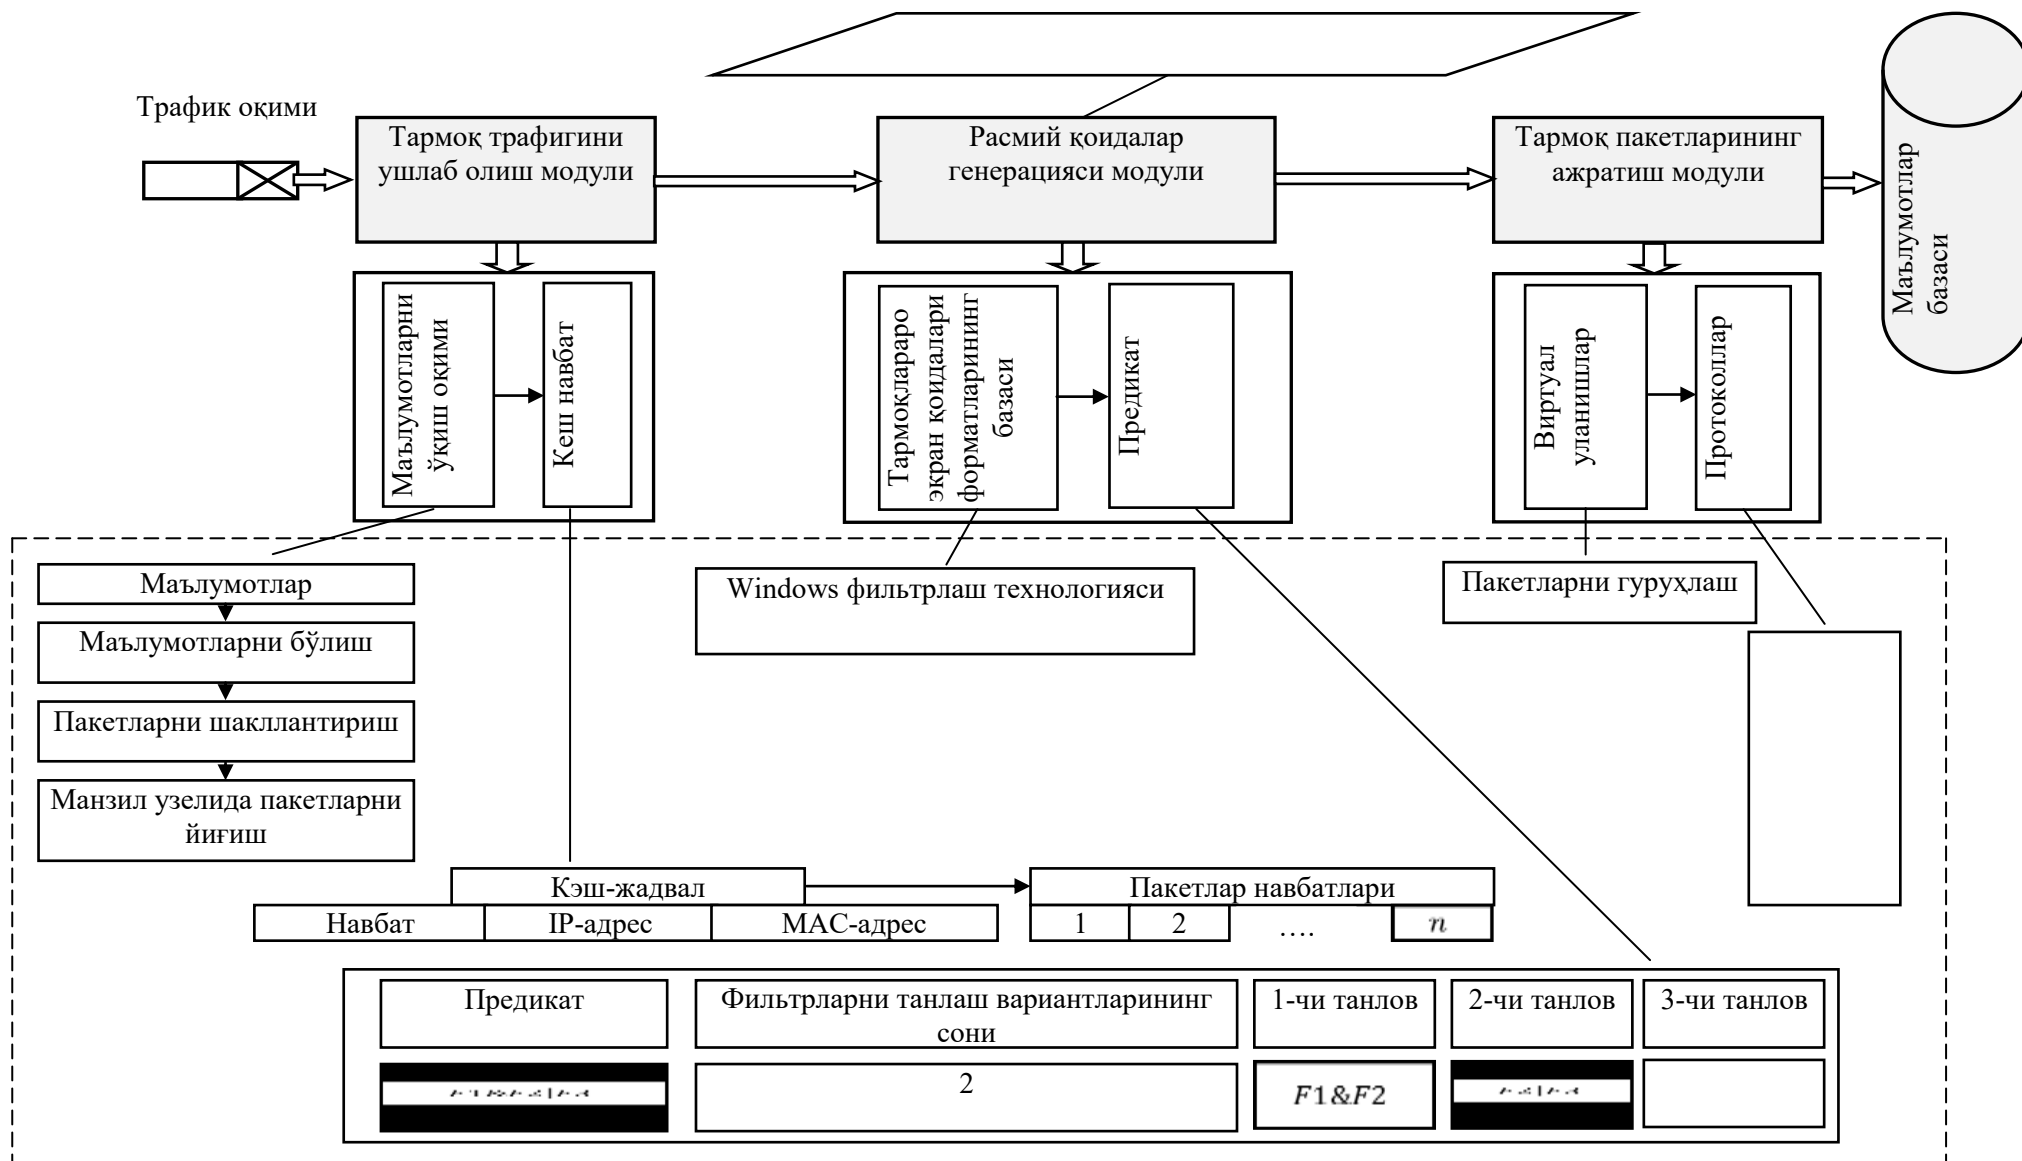 Трафик оқими
Тармоқ трафигини
ушлаб олиш модули
Расмий қоидалар
генерацияси модули
Тармоқ пакетларининг
ажратиш модули
Маълумотлар
базаси
Маълумотларни
ўқиш оқими
Кеш навбат
Тармоқлараро
экран қоидалари
форматларининг
базаси
Предикат
Виртуал
уланишлар
Протоколлар
Маълумотлар
Маълумотларни бўлиш
Пакетларни шакллантириш
Манзил узелида пакетларни
йиғиш
Windows фильтрлаш технологияси
Пакетларни гуруҳлаш
Кэш-жадвал
Навбат IP-адрес MAC-адрес
Пакетлар навбатлари
1 2 .... n
Предикат
Фильтрларни танлаш вариантларининг
сони
1-чи танлов
2-чи танлов
3-чи танлов
2
F1&F2